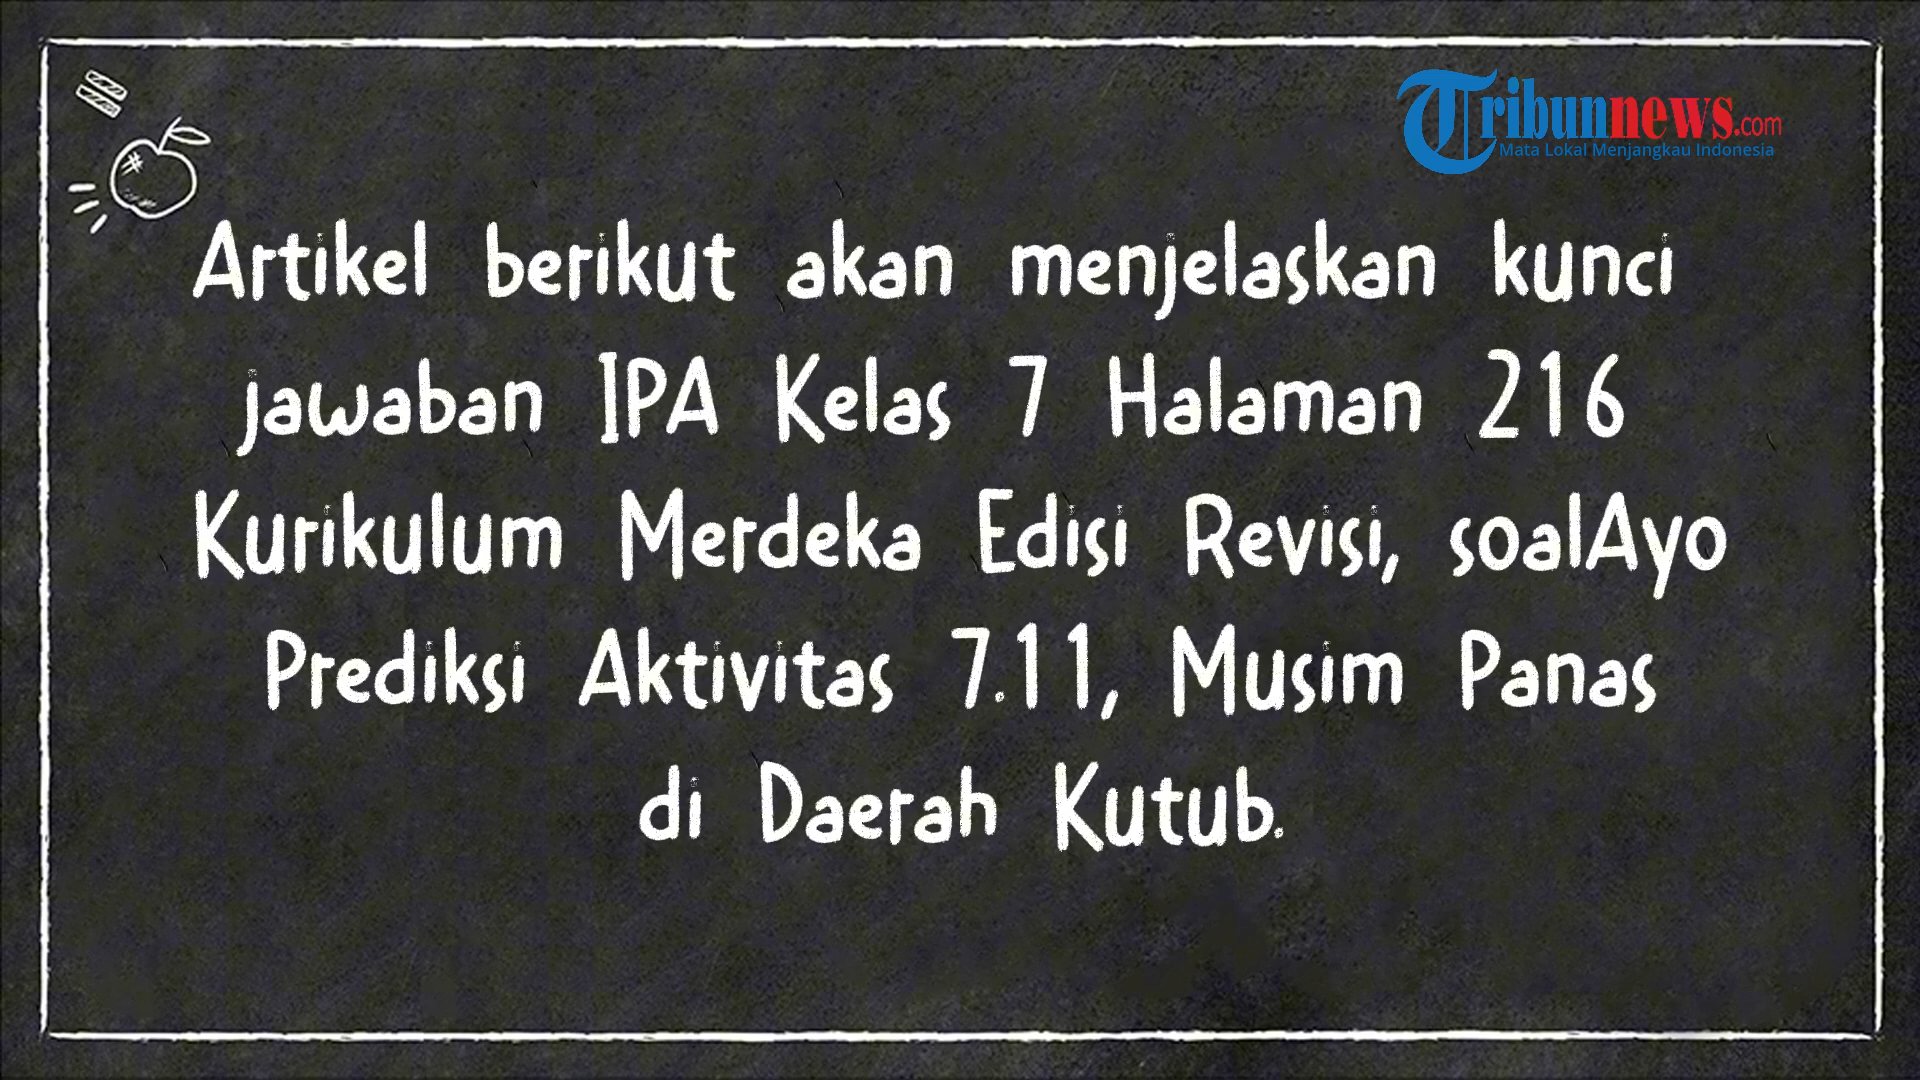 Tribunnews.com
Mata Lokal Menjangkau Indonesia
Artikel berikut akan menjelaskan kunci
jawaban IPA Kelas 7 Halaman 216
Kurikulum Merdeka Edisi Revisi, soalAyo
Prediksi Aktivitas 7.11, Musim Panas
di Daerah Kutub.